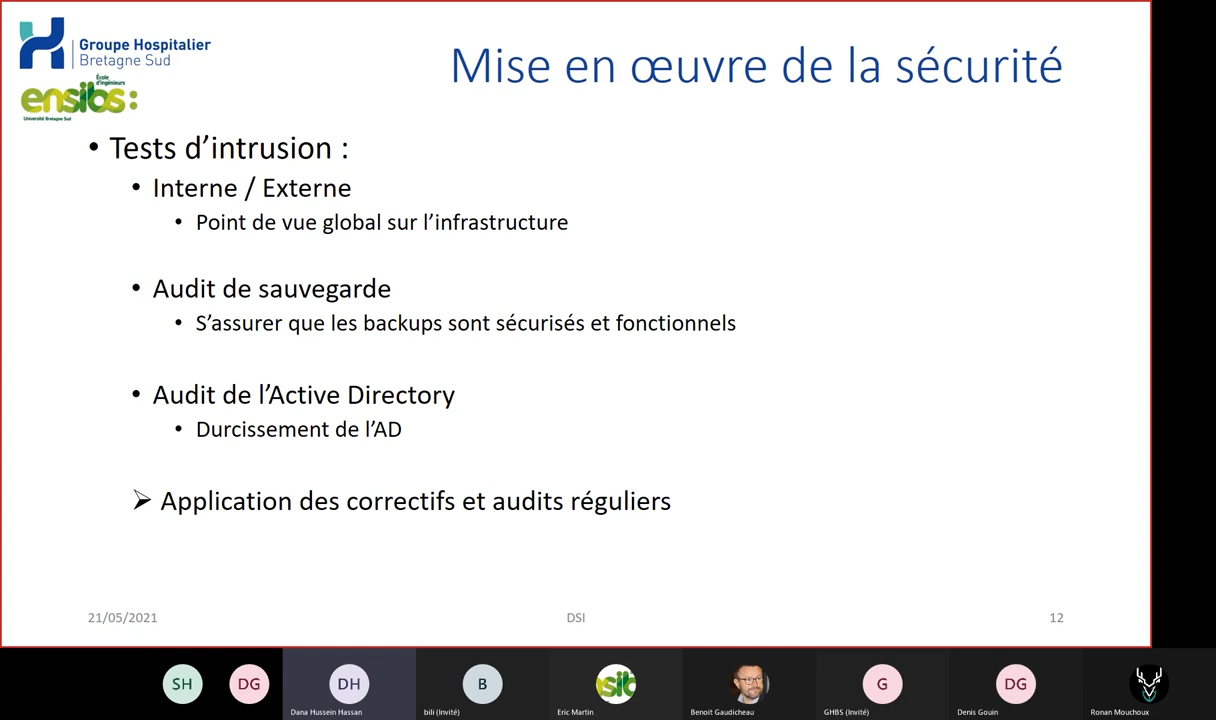 Groupe Hospitalier
Bretagne Sud
École
d'ingénieurs
ensibs:
Université Bretagne Sud
Mise en œuvre de la sécurité
• Tests d’intrusion :
• Interne / Externe
• Point de vue global sur l’infrastructure
• Audit de sauvegarde
• S’assurer que les backups sont sécurisés et fonctionnels
• Audit de l’Active Directory
• Durcissement de l’AD
➢ Application des correctifs et audits réguliers
21/05/2021
DSI
12
SH
DG
DH
B
sib
G
DG
Dana Hussein Hassan
bili (Invité)
Eric Martin
Benoit Gaudicheau
GHBS (Invité)
Denis Gouin
Ronan Mouchoux